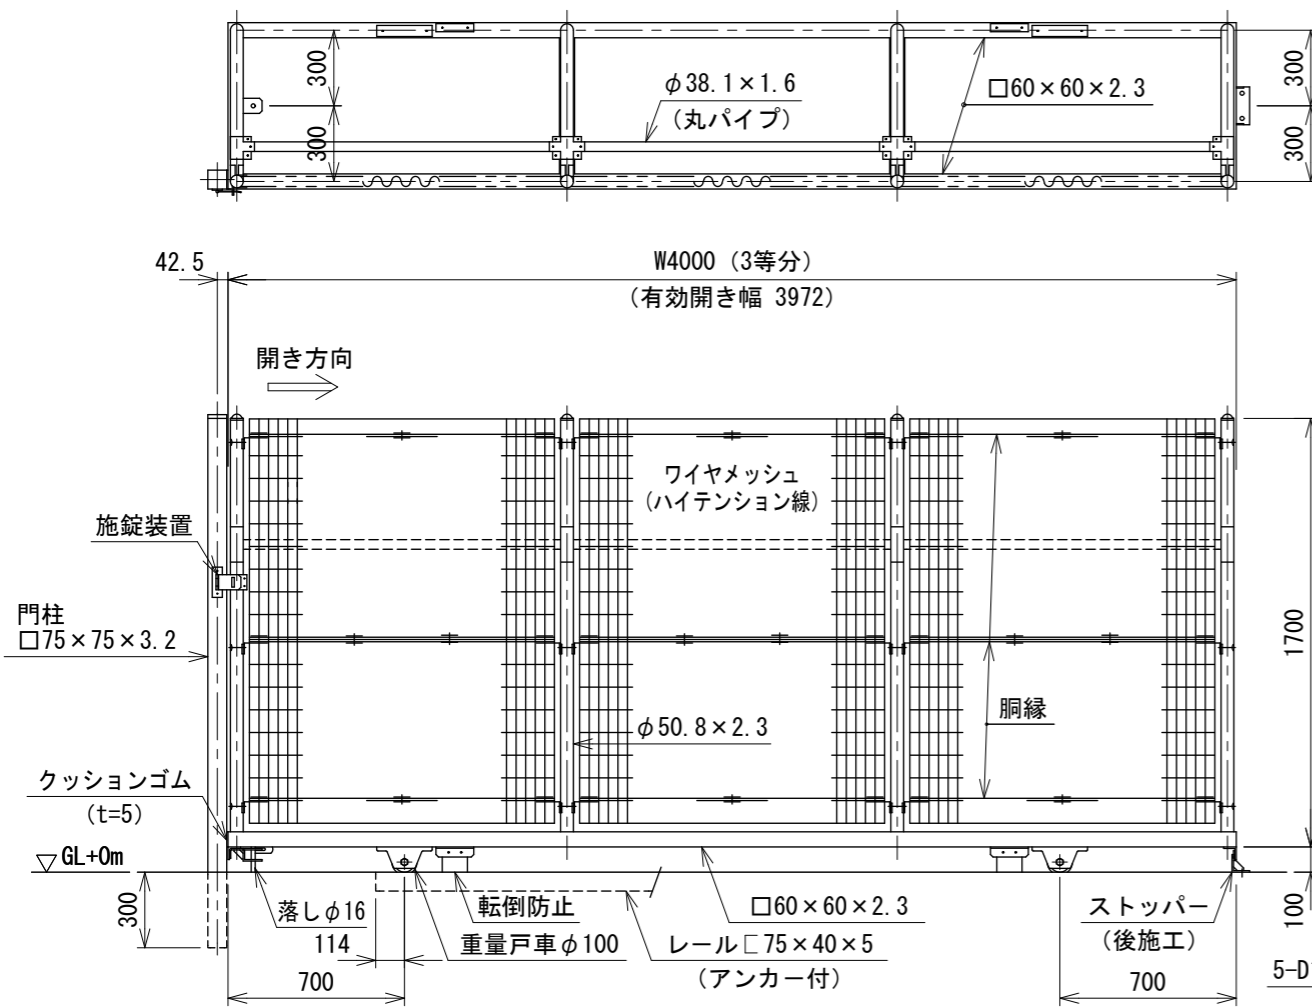 300
300
φ38.1×1.6
(丸パイプ)
□60×60×2.3
300
300
42.5
W4000 (3等分)
(有効開き幅 3972)
開き方向
ワイヤメッシュ
(ハイテンション線)
施錠装置
門柱
□75×75×3.2
1700
胴縁
φ50.8×2.3
クッションゴム
(t=5)
▽GL+0m
300
落しφ16
転倒防止
□60×60×2.3
ストッパー
(後施工)
100
114
重量戸車φ100
レール［75×40×5
(アンカー付)
700
700
5-D